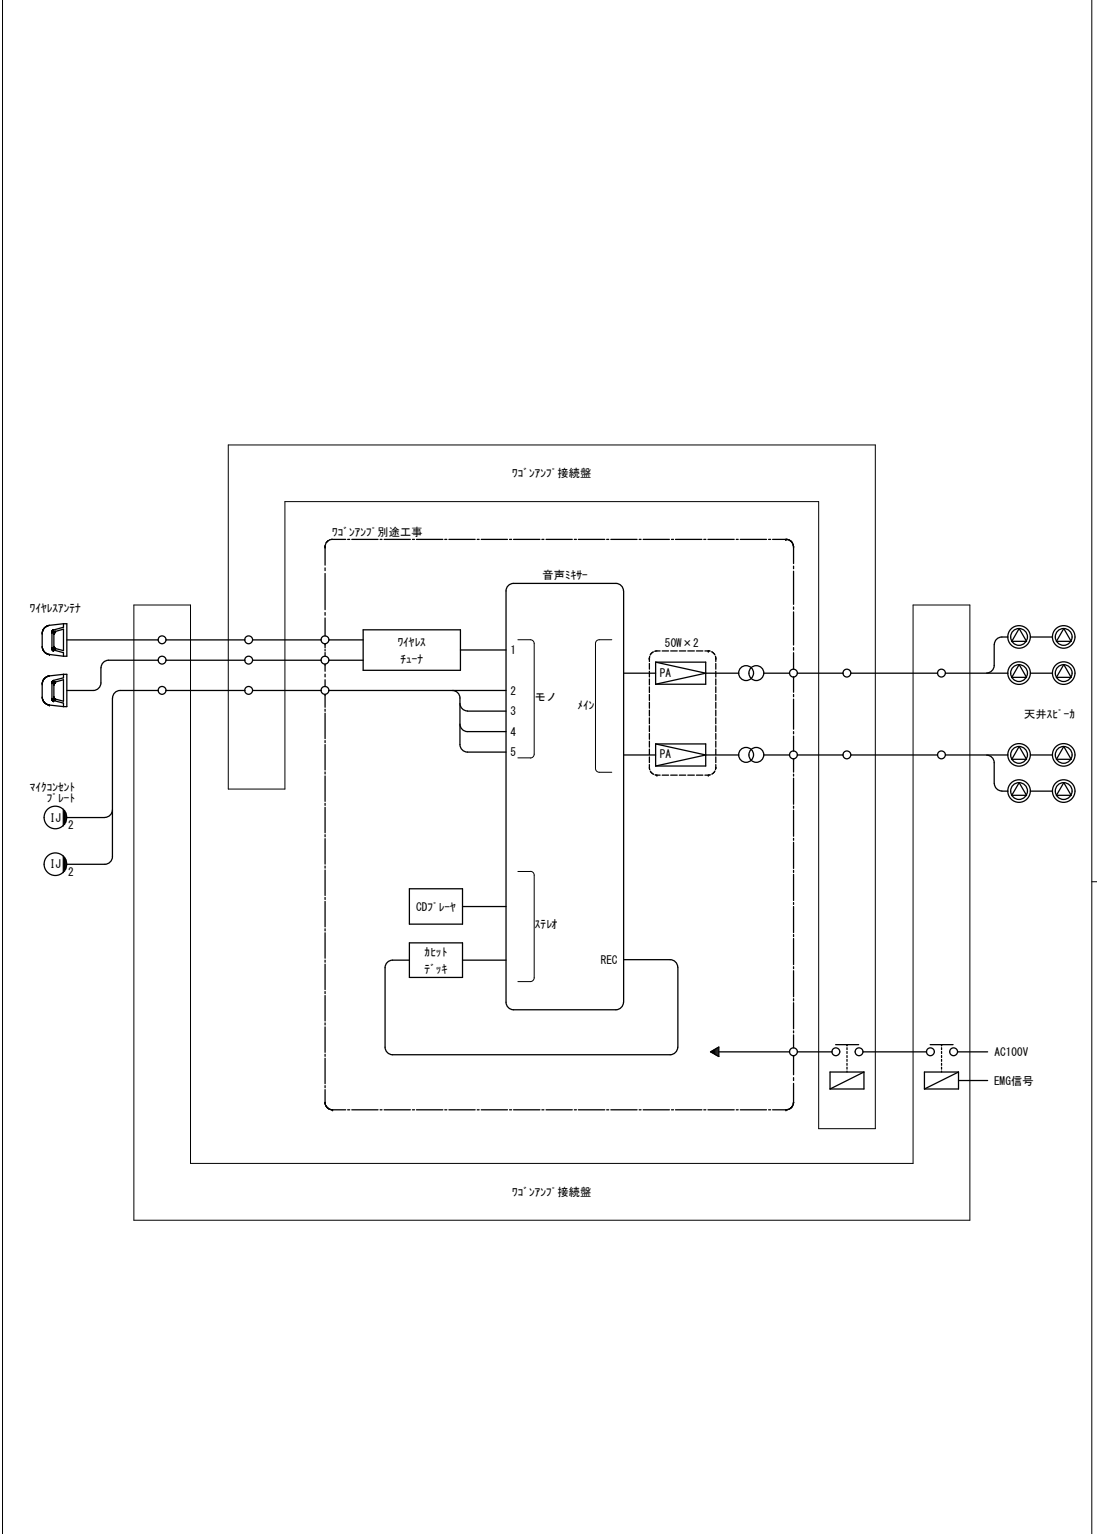 ﾜｺﾞﾝｱﾝﾌﾟ接続盤
ﾜｺﾞﾝｱﾝﾌﾟ別途工事
音声ﾐｷｻｰ
ﾜｲﾔﾚｽｱﾝﾃﾅ
ﾜｲﾔﾚｽ
ﾁｭｰﾅ
1
2
3
4
5
モノ
ﾒｲﾝ
50W×2
PA
PA
天井ｽﾋﾟｰｶ
ﾏｲｸｺﾝｾﾝﾄ
ﾌﾟﾚｰﾄ
IJ
2
IJ
2
CDﾌﾟﾚｰﾔ
ｶｾｯﾄ
ﾃﾞｯｷ
ｽﾃﾚｵ
REC
AC100V
EMG信号
ﾜｺﾞﾝｱﾝﾌﾟ接続盤